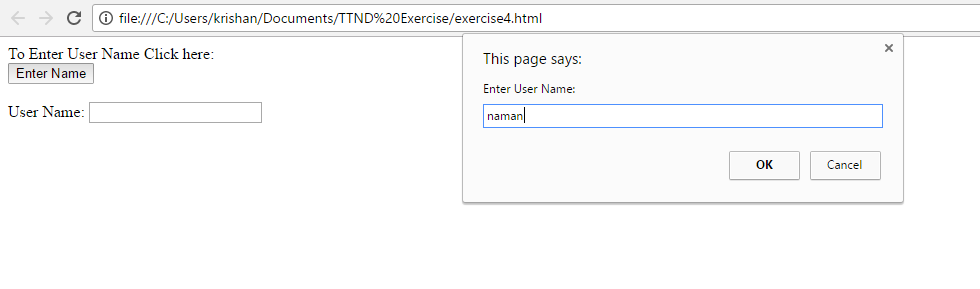 file:///C:/Users/krishan/Documents/TTND%20Exercise/exercise4.html
To Enter User Name Click here:
Enter Name
User Name:
This page says:
Enter User Name:
naman
OK Cancel